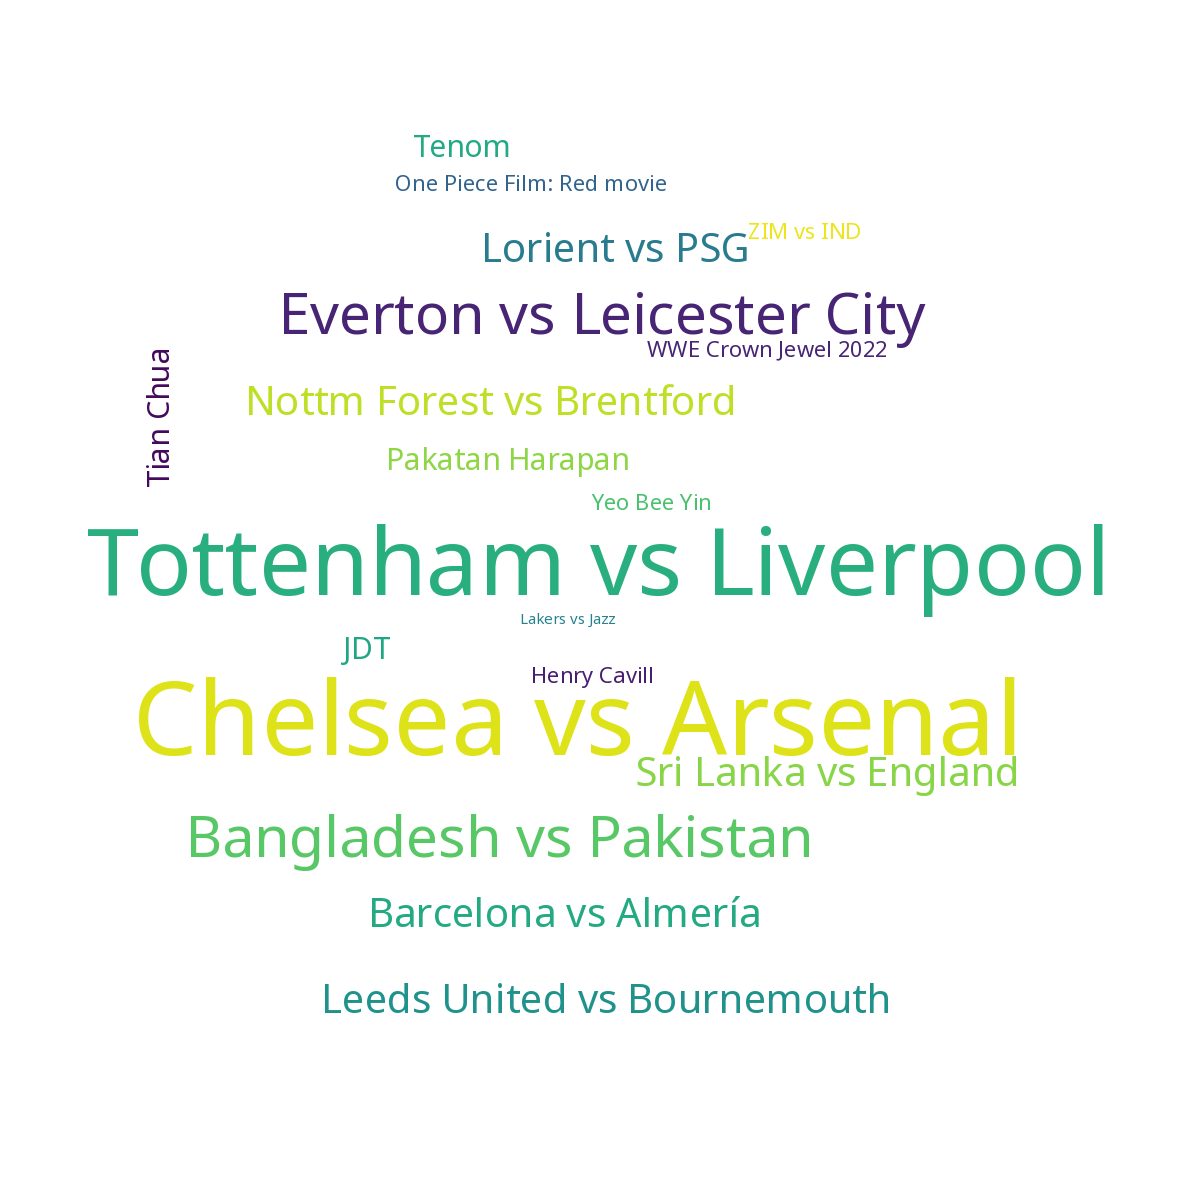 Tenom
One Piece Film: Red movie
ZIM vs IND
Lorient vs PSG
Everton vs Leicester City
WWE Crown Jewel 2022
Tian Chua
Nottm Forest vs Brentford
Pakatan Harapan
Yeo Bee Yin
Tottenham vs Liverpool
Lakers vs Jazz
JDT
Henry Cavill
Chelsea vs Arsenal
Sri Lanka vs England
Bangladesh vs Pakistan
Barcelona vs Almería
Leeds United vs Bournemouth